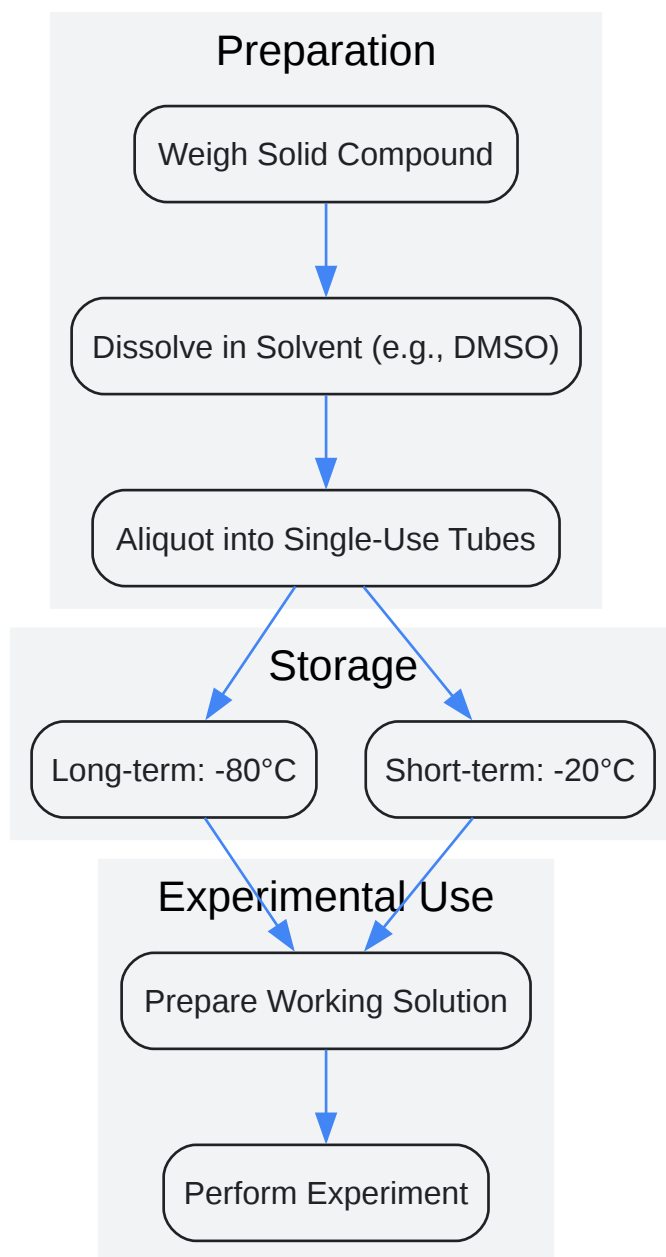 Preparation
Weigh Solid Compound
Dissolve in Solvent (e.g., DMSO)
Aliquot into Single-Use Tubes
Storage
Long-term: -80°C
Short-term: -20°C
Experimental Use
Prepare Working Solution
Perform Experiment